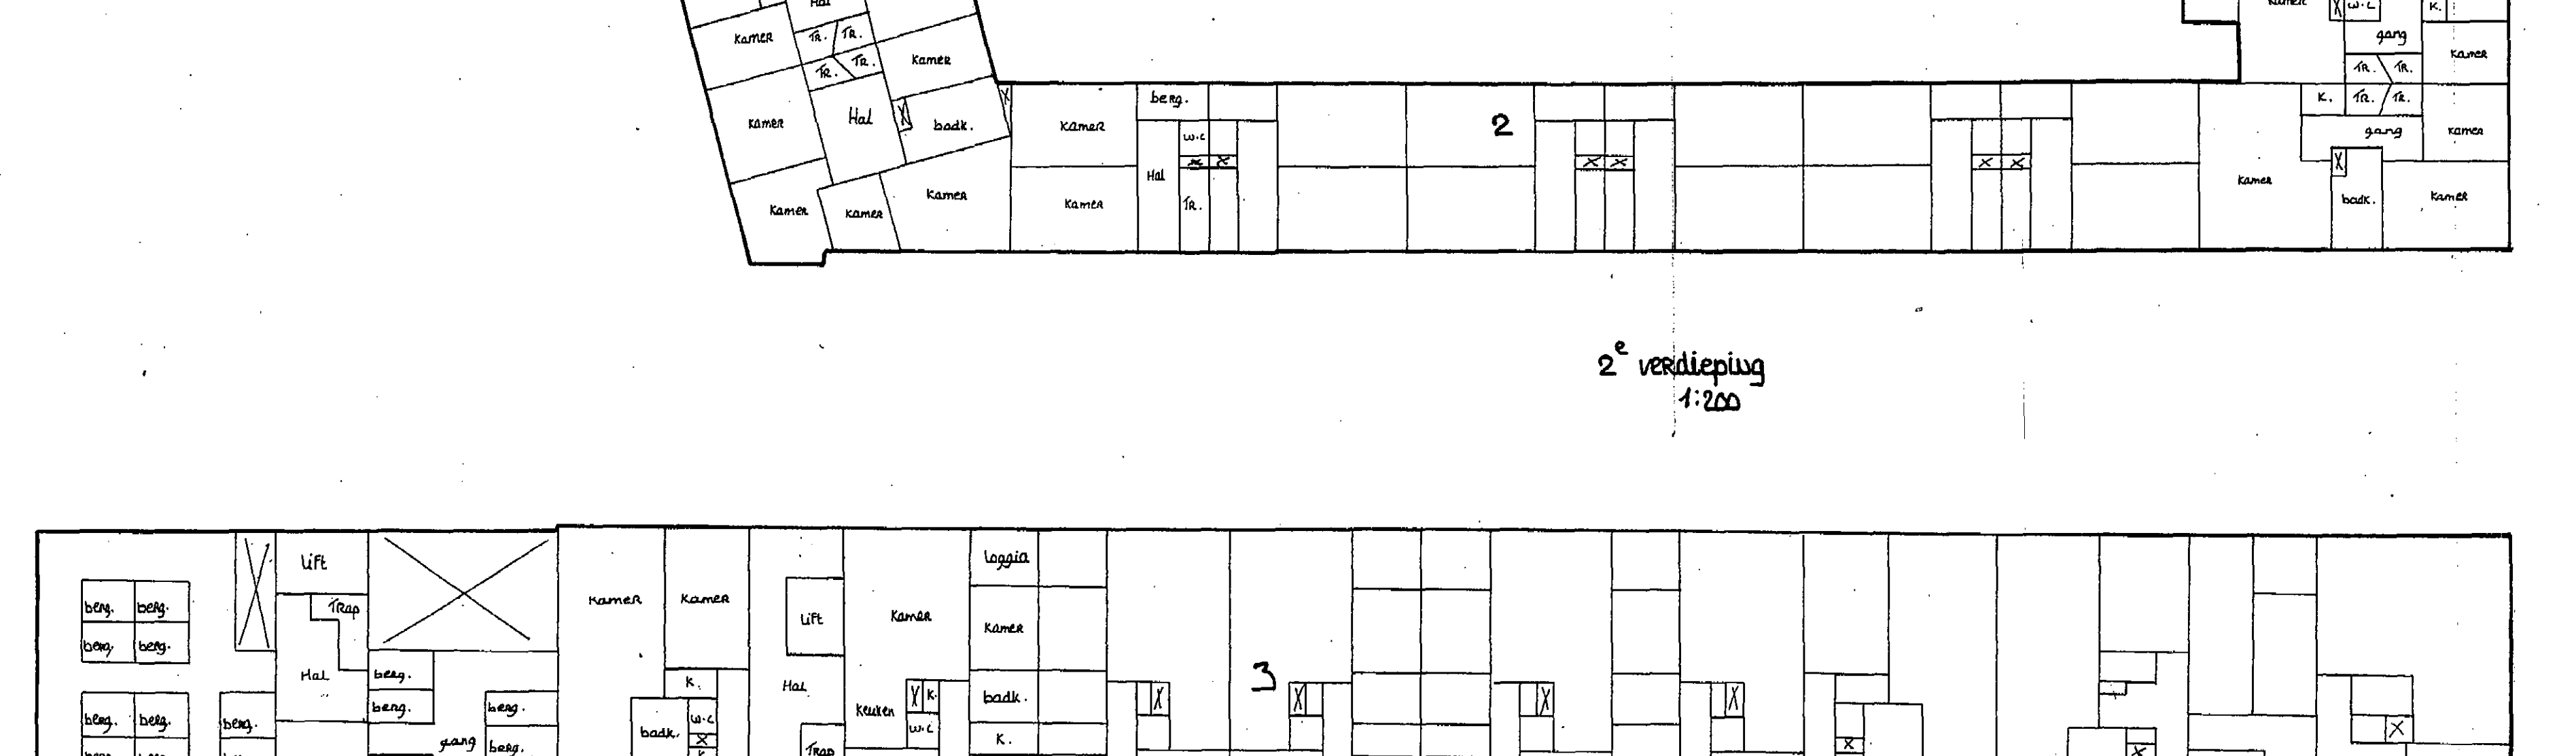 Hal
Kamer
w.c
K.
Kamer
TR. TR.
gang
Kamer
TR. TR.
Kamer
TR. TR.
Kamer
Hal
badk.
Kamer
berg.
w.c
Hal
Kamer
TR.
2
K. TR. TR.
gang
Kamer
Kamer
badk.
Kamer
Kamer
Kamer
Kamer
2e verdieping
1:200
Lift
Loggia
berg. berg.
Trap
Kamer
Kamer
Lift
Kamer
Kamer
berg. berg.
Hal
berg.
K.
Hal
K.
badk.
3
berg. berg.
berg.
berg.
berg.
badk.
w.c
Keuken
w.c
K.
gang
berg.
K
Trap
berg. berg.